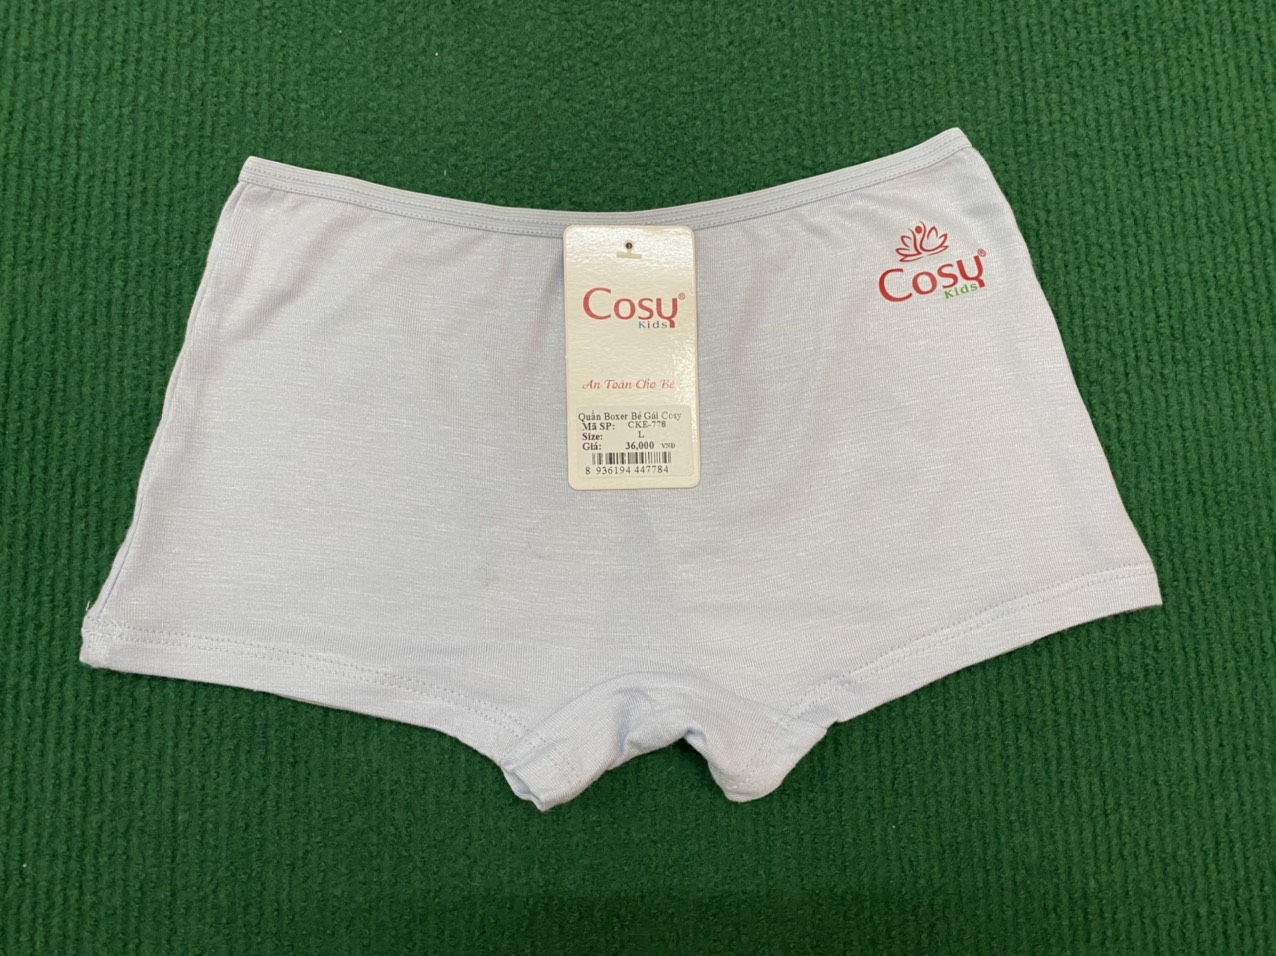 Cosy®
Kids
An Toàn Cho Bé
Quần Boxer Bé Gái Cosy
Mã SP: CKE-778
Size: L
Giá: 36,000 VNĐ
8 936194 447784
Cosy®
Kids